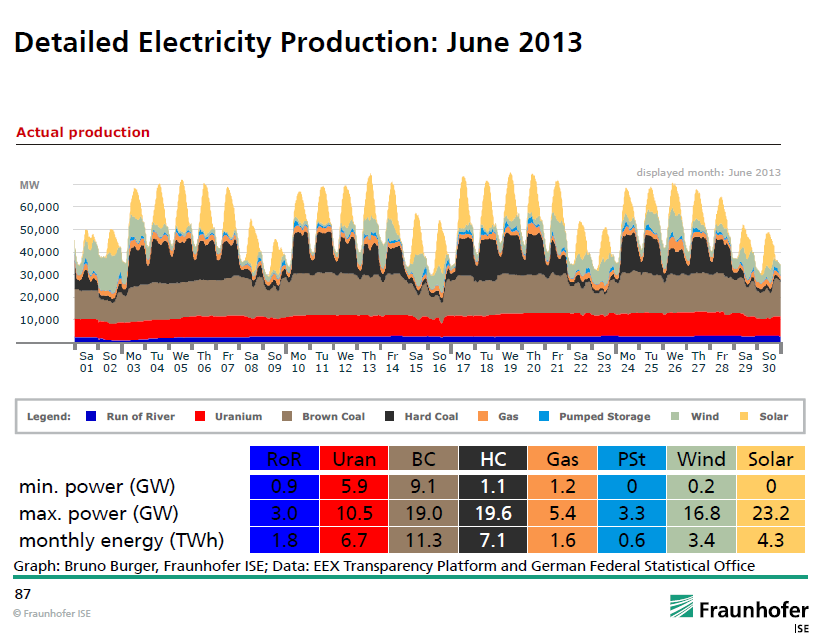 Detailed Electricity Production: June 2013
Actual production
displayed month: June 2013
MW
60,000
50,000
40,000
30,000
20,000
10,000
Sa So Mo Tu We Th Fr Sa So Mo Tu We Th Fr Sa So Mo Tu We Th Fr Sa So Mo Tu We Th Fr Sa So
01 02 03 04 05 06 07 08 09 10 11 12 13 14 15 16 17 18 19 20 21 22 23 24 25 26 27 28 29 30
Legend: Run of River Uranium Brown Coal Hard Coal Gas Pumped Storage Wind Solar
RoR Uran BC HC Gas PSt Wind Solar
min. power (GW) 0.9 5.9 9.1 1.1 1.2 0 0.2 0
max. power (GW) 3.0 10.5 19.0 19.6 5.4 3.3 16.8 23.2
monthly energy (TWh) 1.8 6.7 11.3 7.1 1.6 0.6 3.4 4.3
Graph: Bruno Burger, Fraunhofer ISE; Data: EEX Transparency Platform and German Federal Statistical Office
87
© Fraunhofer ISE
Fraunhofer
ISE